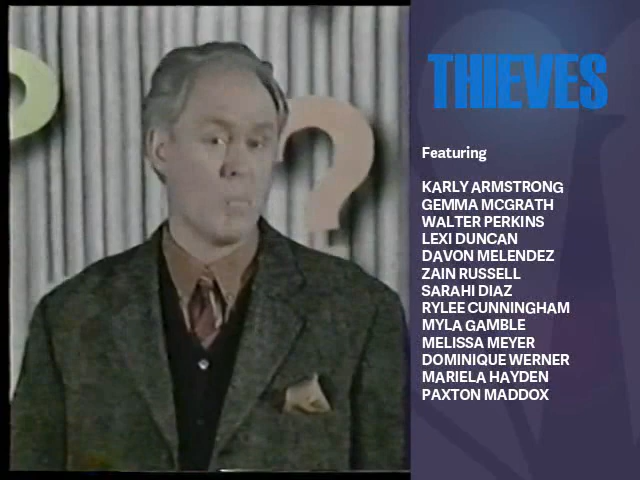 THIEVES
Featuring
KARLY ARMSTRONG
GEMMA MCGRATH
WALTER PERKINS
LEXI DUNCAN
DAVON MELENDEZ
ZAIN RUSSELL
SARAHI DIAZ
RYLEE CUNNINGHAM
MYLA GAMBLE
MELISSA MEYER
DOMINIQUE WERNER
MARIELA HAYDEN
PAXTON MADDOX